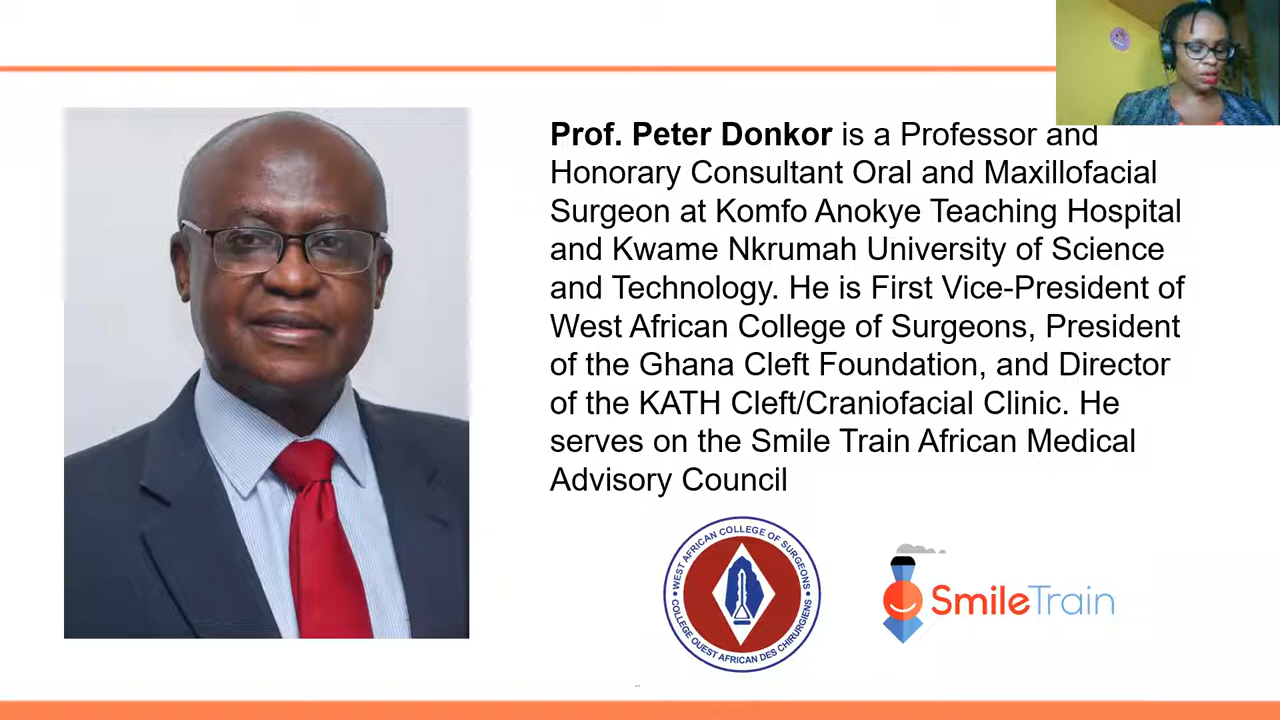 Prof. Peter Donkor is a Professor and
Honorary Consultant Oral and Maxillofacial
Surgeon at Komfo Anokye Teaching Hospital
and Kwame Nkrumah University of Science
and Technology. He is First Vice-President of
West African College of Surgeons, President
of the Ghana Cleft Foundation, and Director
of the KATH Cleft/Craniofacial Clinic. He
serves on the Smile Train African Medical
Advisory Council
WEST AFRICAN COLLEGE OF SURGEONS
COLLEGE OUEST AFRICAN DES CHIRURGIENS
SmileTrain